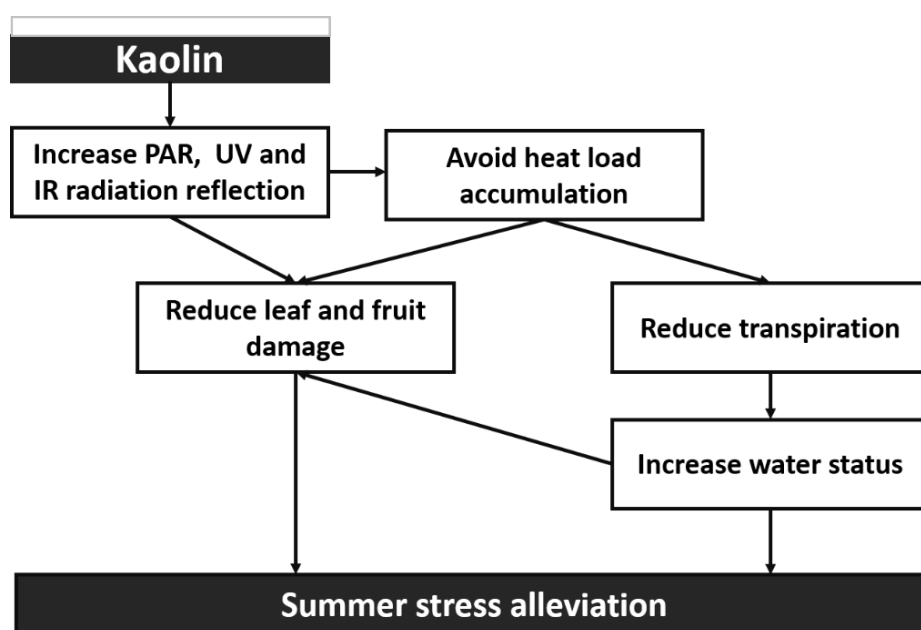 Kaolin
Increase PAR, UV and
IR radiation reflection
Avoid heat load
accumulation
Reduce leaf and fruit
damage
Reduce transpiration
Increase water status
Summer stress alleviation